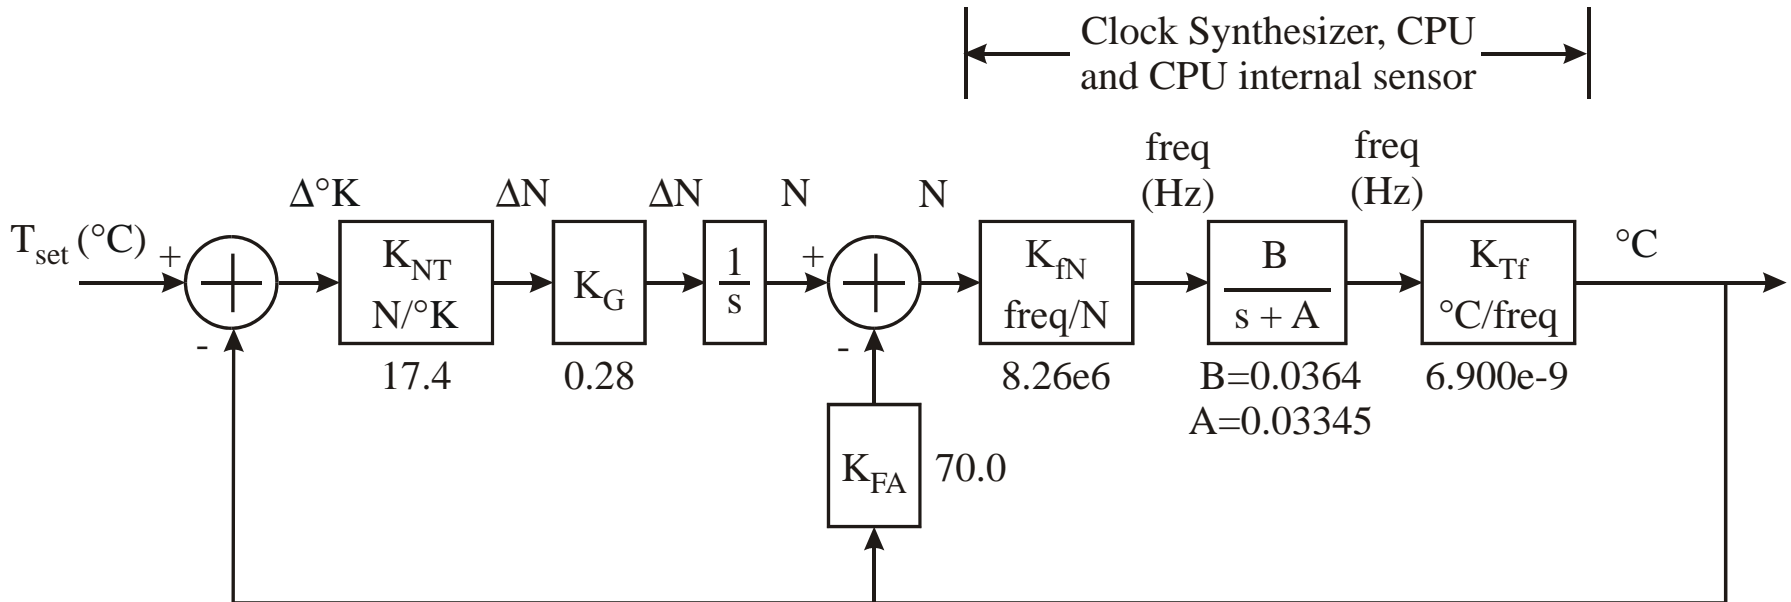 Clock Synthesizer, CPU
and CPU internal sensor
freq
(Hz)
freq
(Hz)
Δ°K
ΔN
ΔN
N
N
T_set (°C)
+
-
K_NT
N/°K
17.4
K_G
0.28
1
s
+
-
K_fN
freq/N
8.26e6
B
s + A
B=0.0364
A=0.03345
K_Tf
°C/freq
6.900e-9
°C
K_FA
70.0